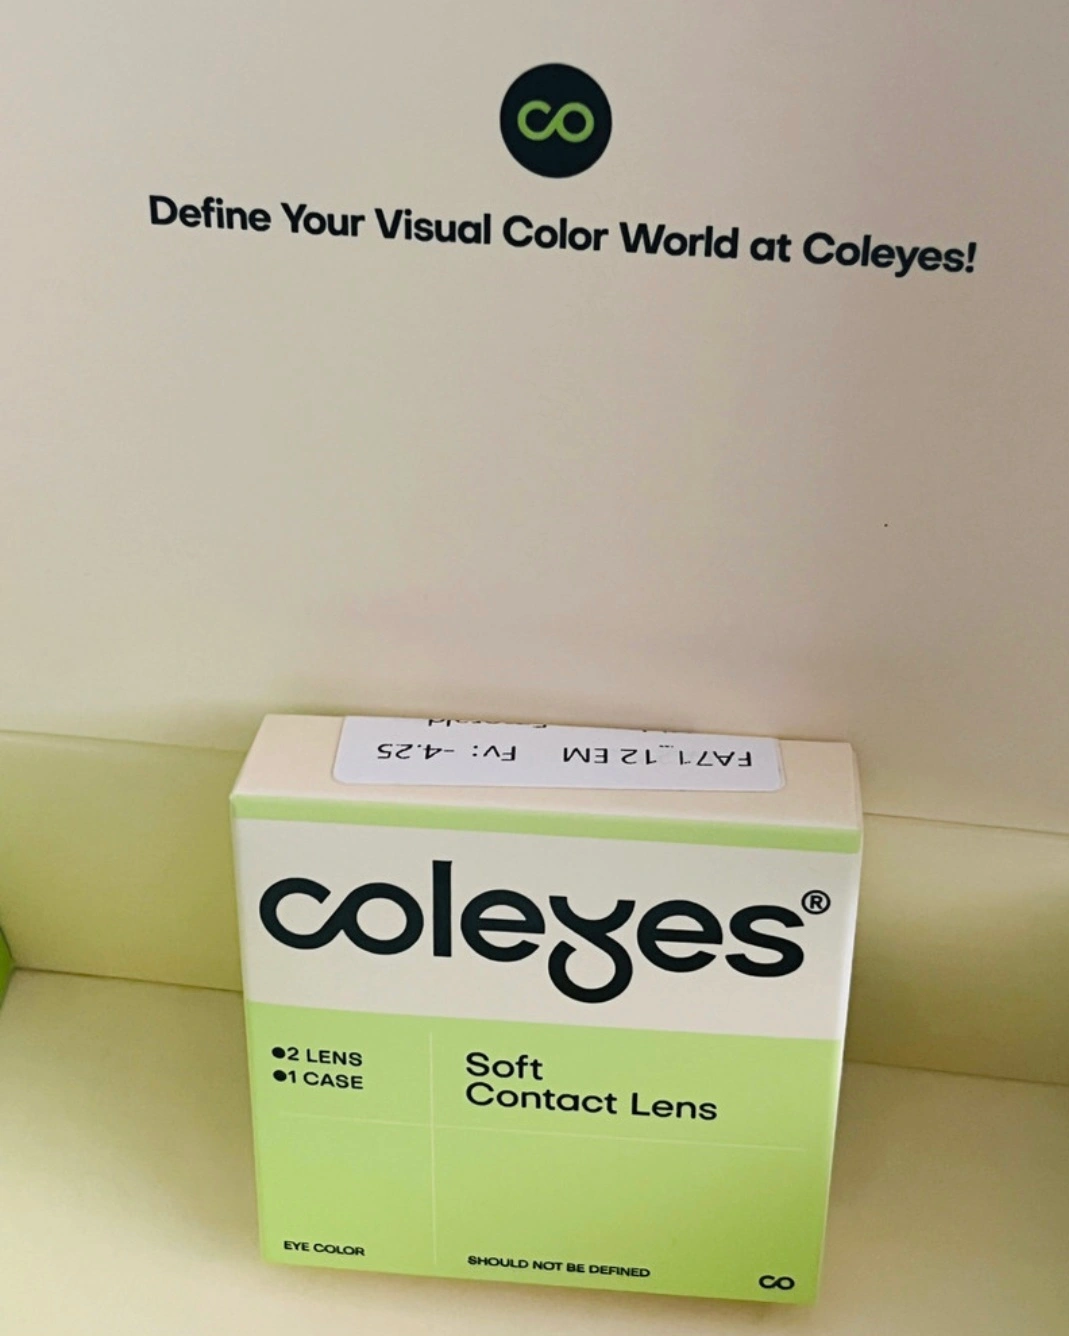 CO
Define Your Visual Color World at Coleyes!
FA71_12 EM FV: -4.25
coleyes®
●2 LENS
●1 CASE
Soft
Contact Lens
EYE COLOR
SHOULD NOT BE DEFINED
CO